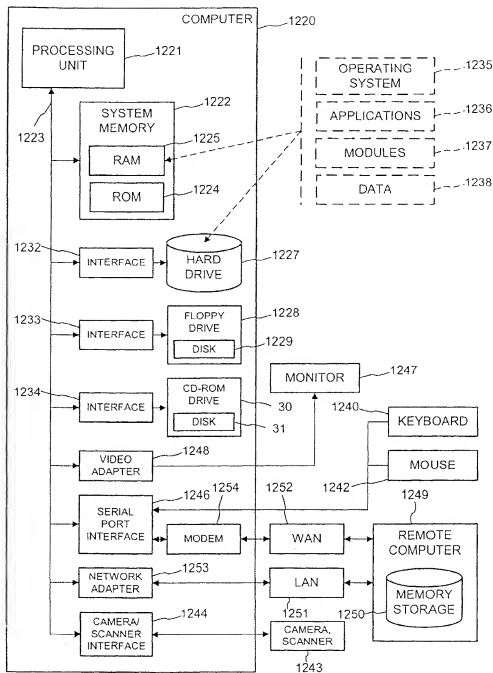 COMPUTER
1220
PROCESSING
UNIT
1221
1223
SYSTEM
MEMORY
1222
1225
RAM
ROM
1224
OPERATING
SYSTEM
1235
APPLICATIONS
1236
MODULES
1237
DATA
1238
1232
INTERFACE
HARD
DRIVE
1227
1233
INTERFACE
FLOPPY
DRIVE
1228
DISK
1229
1234
INTERFACE
CD-ROM
DRIVE
30
DISK
31
MONITOR
1247
1240
KEYBOARD
MOUSE
1242
VIDEO
ADAPTER
1248
1246
SERIAL
PORT
INTERFACE
1254
MODEM
1252
WAN
1249
REMOTE
COMPUTER
MEMORY
STORAGE
1250
NETWORK
ADAPTER
1253
LAN
1251
CAMERA/
SCANNER
INTERFACE
1244
CAMERA,
SCANNER
1243